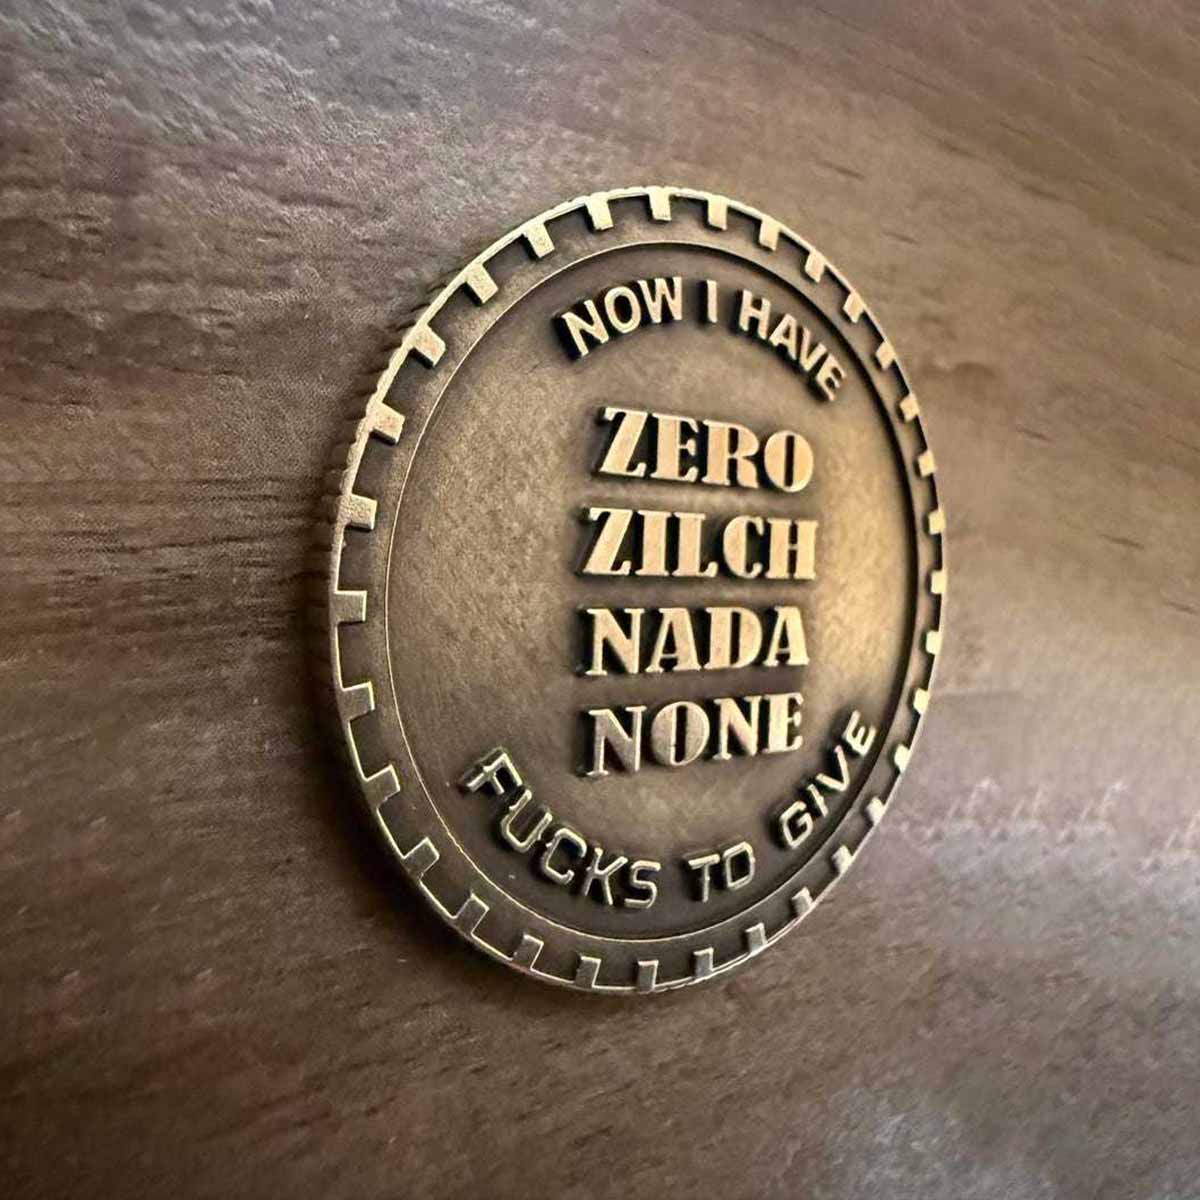 NOW I HAVE
ZERO
ZILCH
NADA
NONE
FUCKS TO GIVE